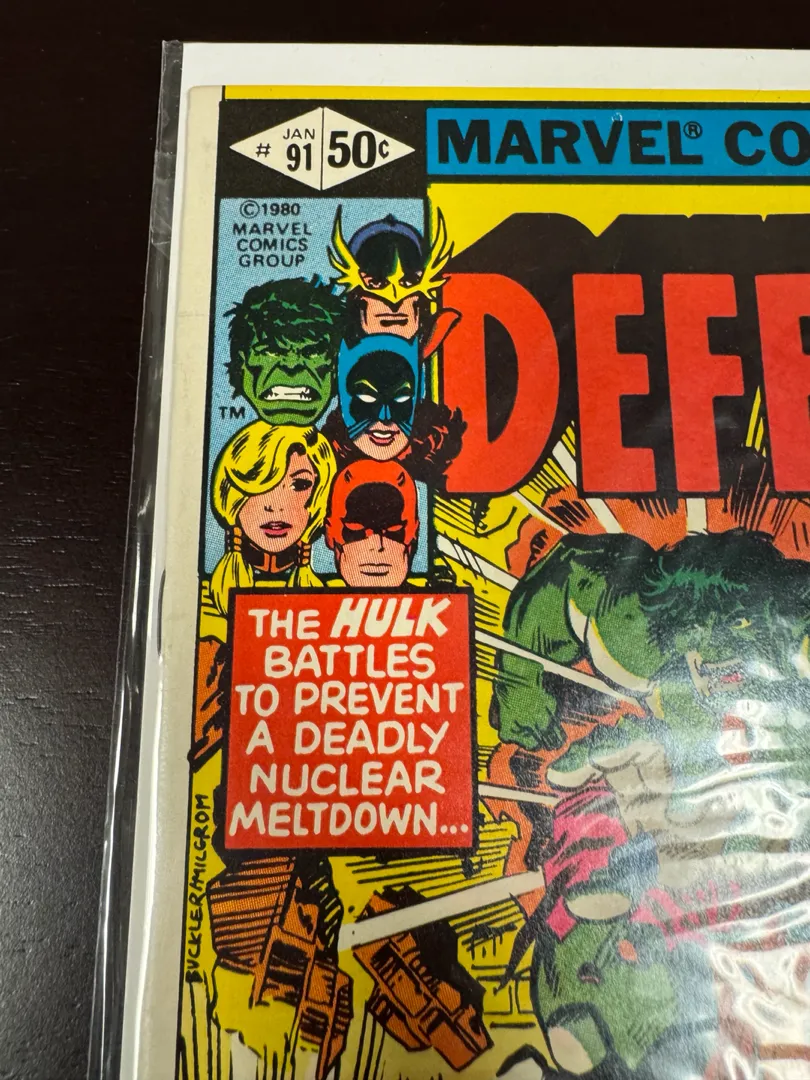 JAN
# 91 50¢
MARVEL® CO
©1980
MARVEL
COMICS
GROUP
DEFE
TM
THE HULK
BATTLES
TO PREVENT
A DEADLY
NUCLEAR
MELTDOWN...
BUCKLER/MILGROM